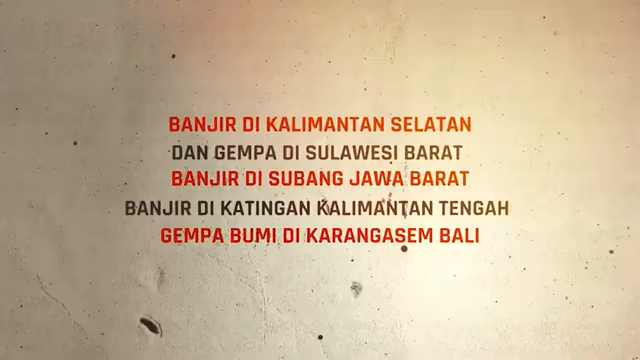 BANJIR DI KALIMANTAN SELATAN
DAN GEMPA DI SULAWESI BARAT
BANJIR DI SUBANG JAWA BARAT
BANJIR DI KATINGAN KALIMANTAN TENGAH
GEMPA BUMI DI KARANGASEM BALI